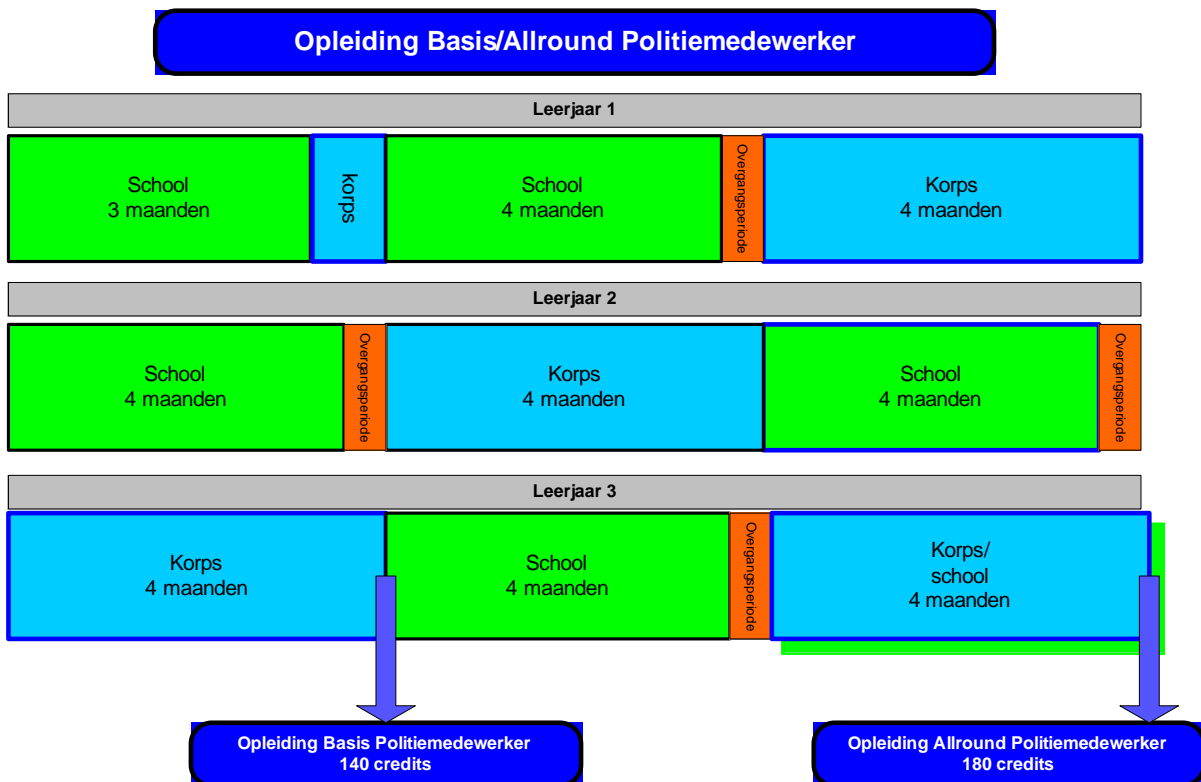 Opleiding Basis/Allround Politiemedewerker
Leerjaar 1
School
3 maanden
korps
School
4 maanden
Overgangsperiode
Korps
4 maanden
Leerjaar 2
School
4 maanden
Overgangsperiode
Korps
4 maanden
School
4 maanden
Overgangsperiode
Leerjaar 3
Korps
4 maanden
School
4 maanden
Overgangsperiode
Korps/
school
4 maanden
Opleiding Basis Politiemedewerker
140 credits
Opleiding Allround Politiemedewerker
180 credits